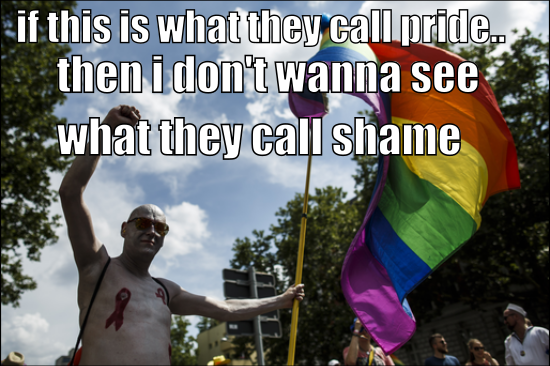 if this is what they call pride..
then i don't wanna see
what they call shame